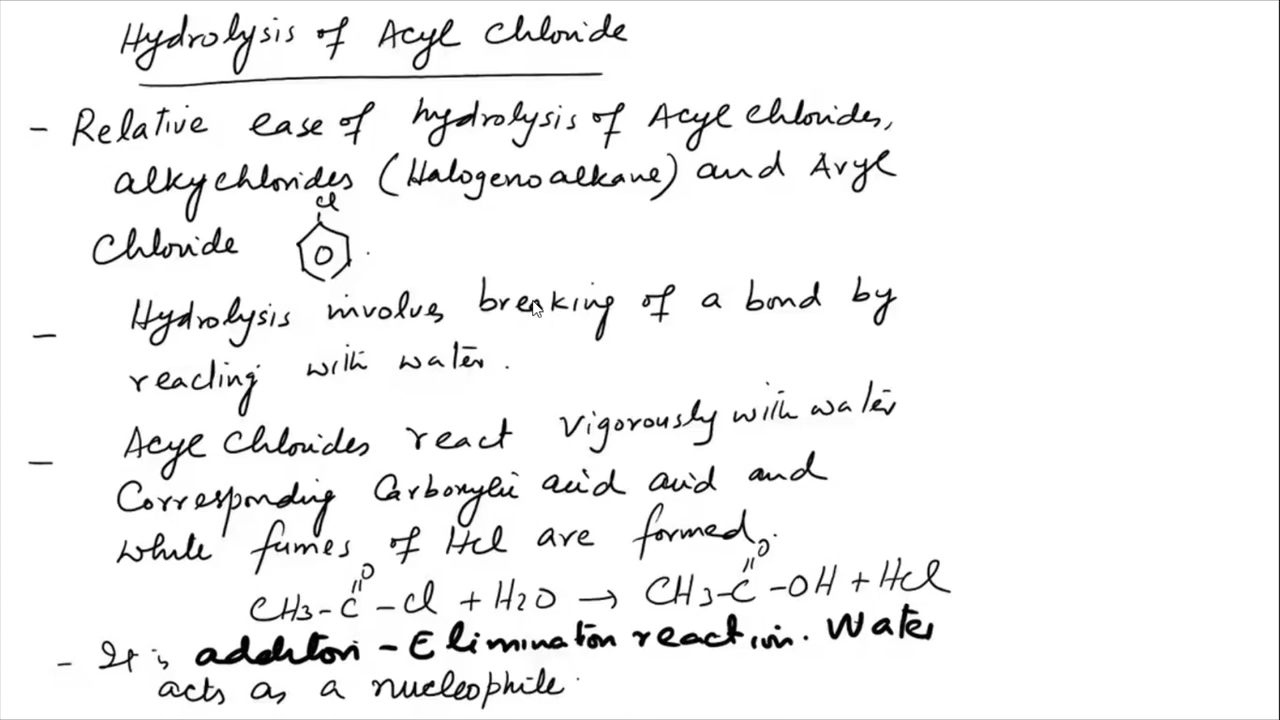 Hydrolysis of Acyl Chloride
- Relative ease of hydrolysis of Acyl chlorides,
alkychlorides (Halogenoalkane) and Aryl
Cl
Chloride
- Hydrolysis involves breaking of a bond by
reacting with water.
- Acyl Chlorides react vigorously with water
Corresponding Carboxylic acid acid and
white fumes of HCl are formed.
O O
CH3-C-Cl + H2O → CH3-C-OH + HCl
- It is addition - Elimination reaction. Water
acts as a nucleophile.